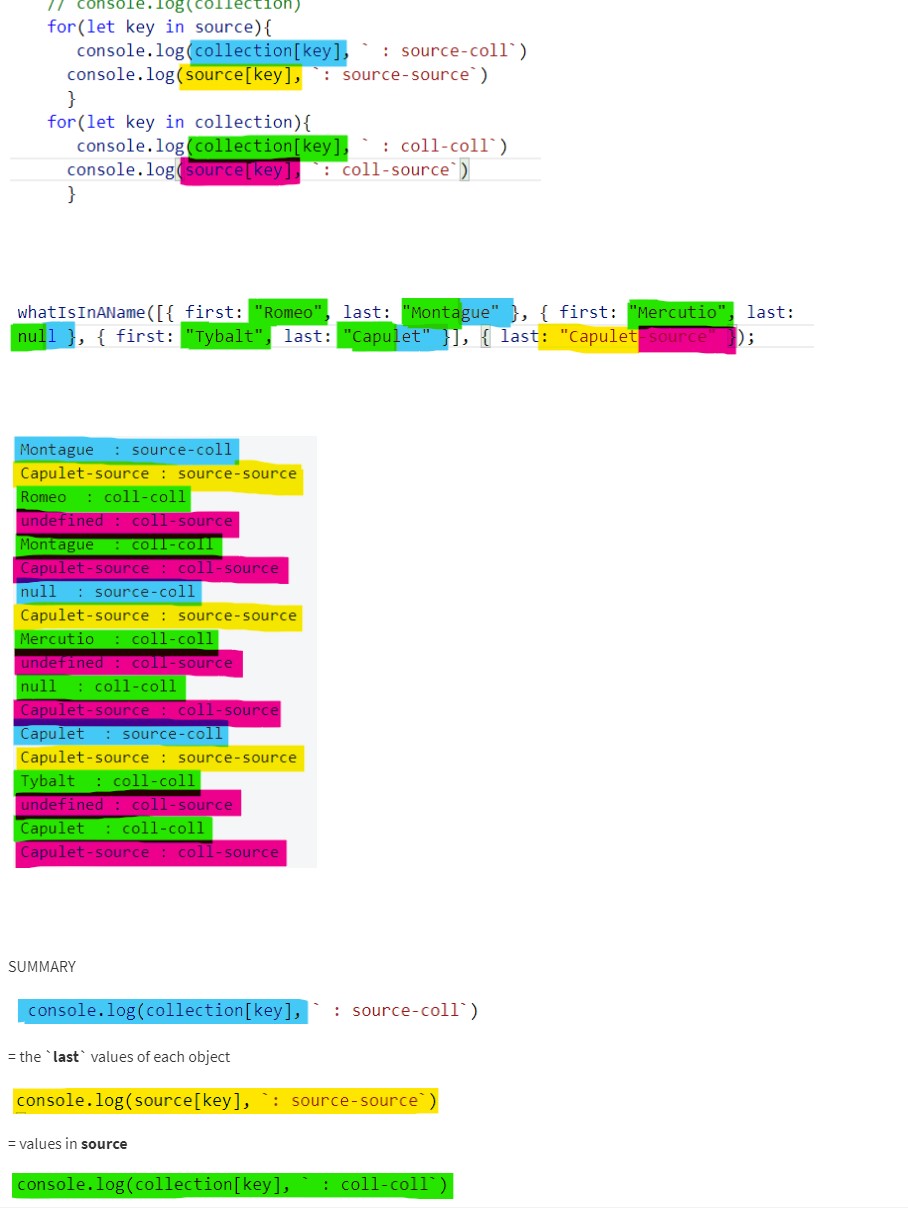 // console.log(collection)
for(let key in source){
console.log(collection[key], ` : source-coll`)
console.log(source[key], `: source-source`)
}
for(let key in collection){
console.log(collection[key], ` : coll-coll`)
console.log(source[key], `: coll-source`)
}
whatIsInAName([{ first: "Romeo", last: "Montague" }, { first: "Mercutio", last:
null }, { first: "Tybalt", last: "Capulet" }], { last: "Capulet-source" });
Montague  : source-coll
Capulet-source : source-source
Romeo  : coll-coll
undefined : coll-source
Montague  : coll-coll
Capulet-source : coll-source
null  : source-coll
Capulet-source : source-source
Mercutio  : coll-coll
undefined : coll-source
null  : coll-coll
Capulet-source : coll-source
Capulet  : source-coll
Capulet-source : source-source
Tybalt  : coll-coll
undefined : coll-source
Capulet  : coll-coll
Capulet-source : coll-source
SUMMARY
console.log(collection[key], ` : source-coll`)
= the `last` values of each object
console.log(source[key], `: source-source`)
= values in source
console.log(collection[key], ` : coll-coll`)